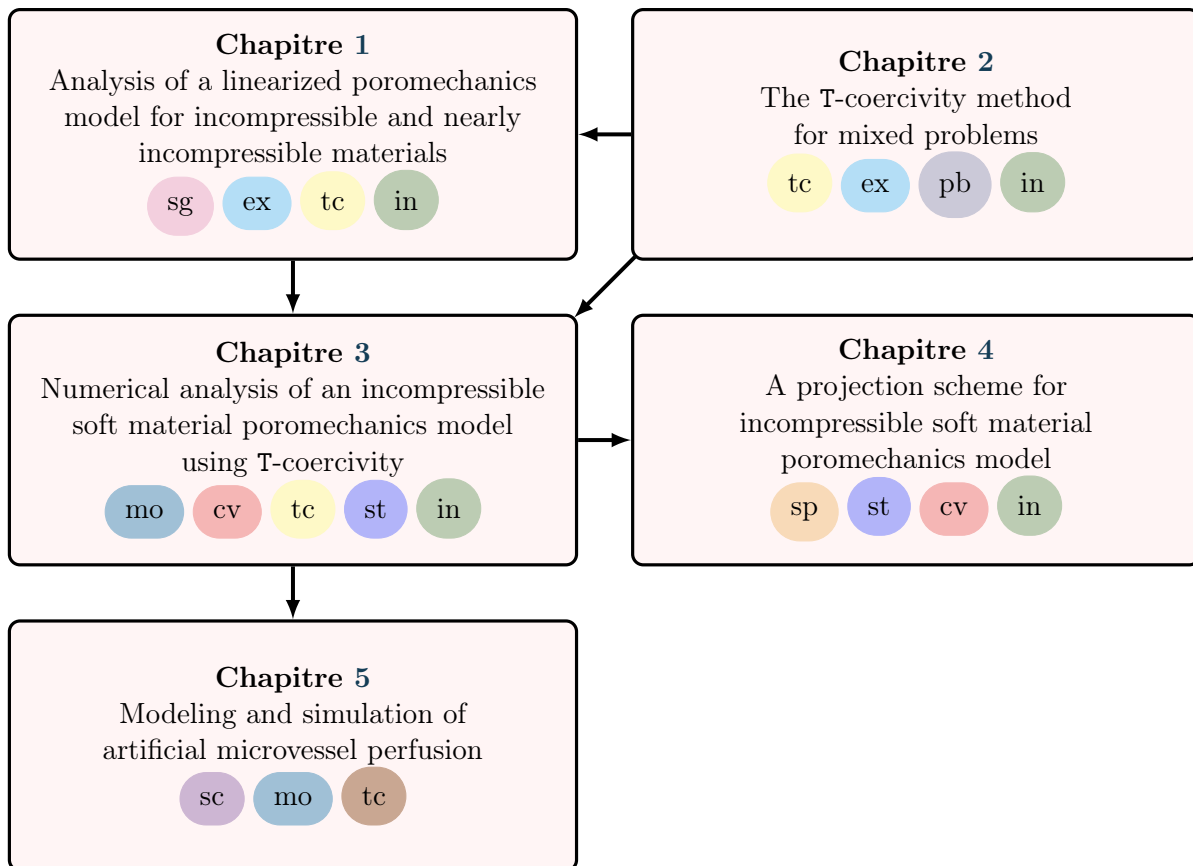 Chapitre 1
Analysis of a linearized poromechanics
model for incompressible and nearly
incompressible materials
sg ex tc in
Chapitre 2
The T-coercivity method
for mixed problems
tc ex pb in
Chapitre 3
Numerical analysis of an incompressible
soft material poromechanics model
using T-coercivity
mo cv tc st in
Chapitre 4
A projection scheme for
incompressible soft material
poromechanics model
sp st cv in
Chapitre 5
Modeling and simulation of
artificial microvessel perfusion
sc mo tc